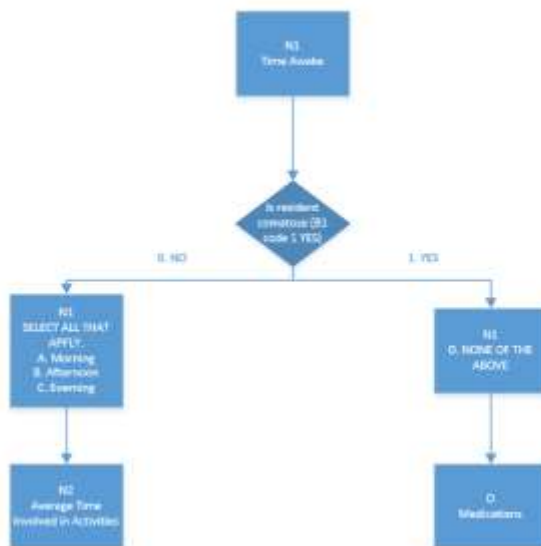 N1
Time Awake
Is resident
comatose (B1
code 1 YES)
0. NO
1. YES
N1
SELECT ALL THAT
APPLY.
A. Morning
B. Afternoon
C. Evening
N1
D. NONE OF THE
ABOVE
N2
Average Time
Involved in Activities
O
Medications